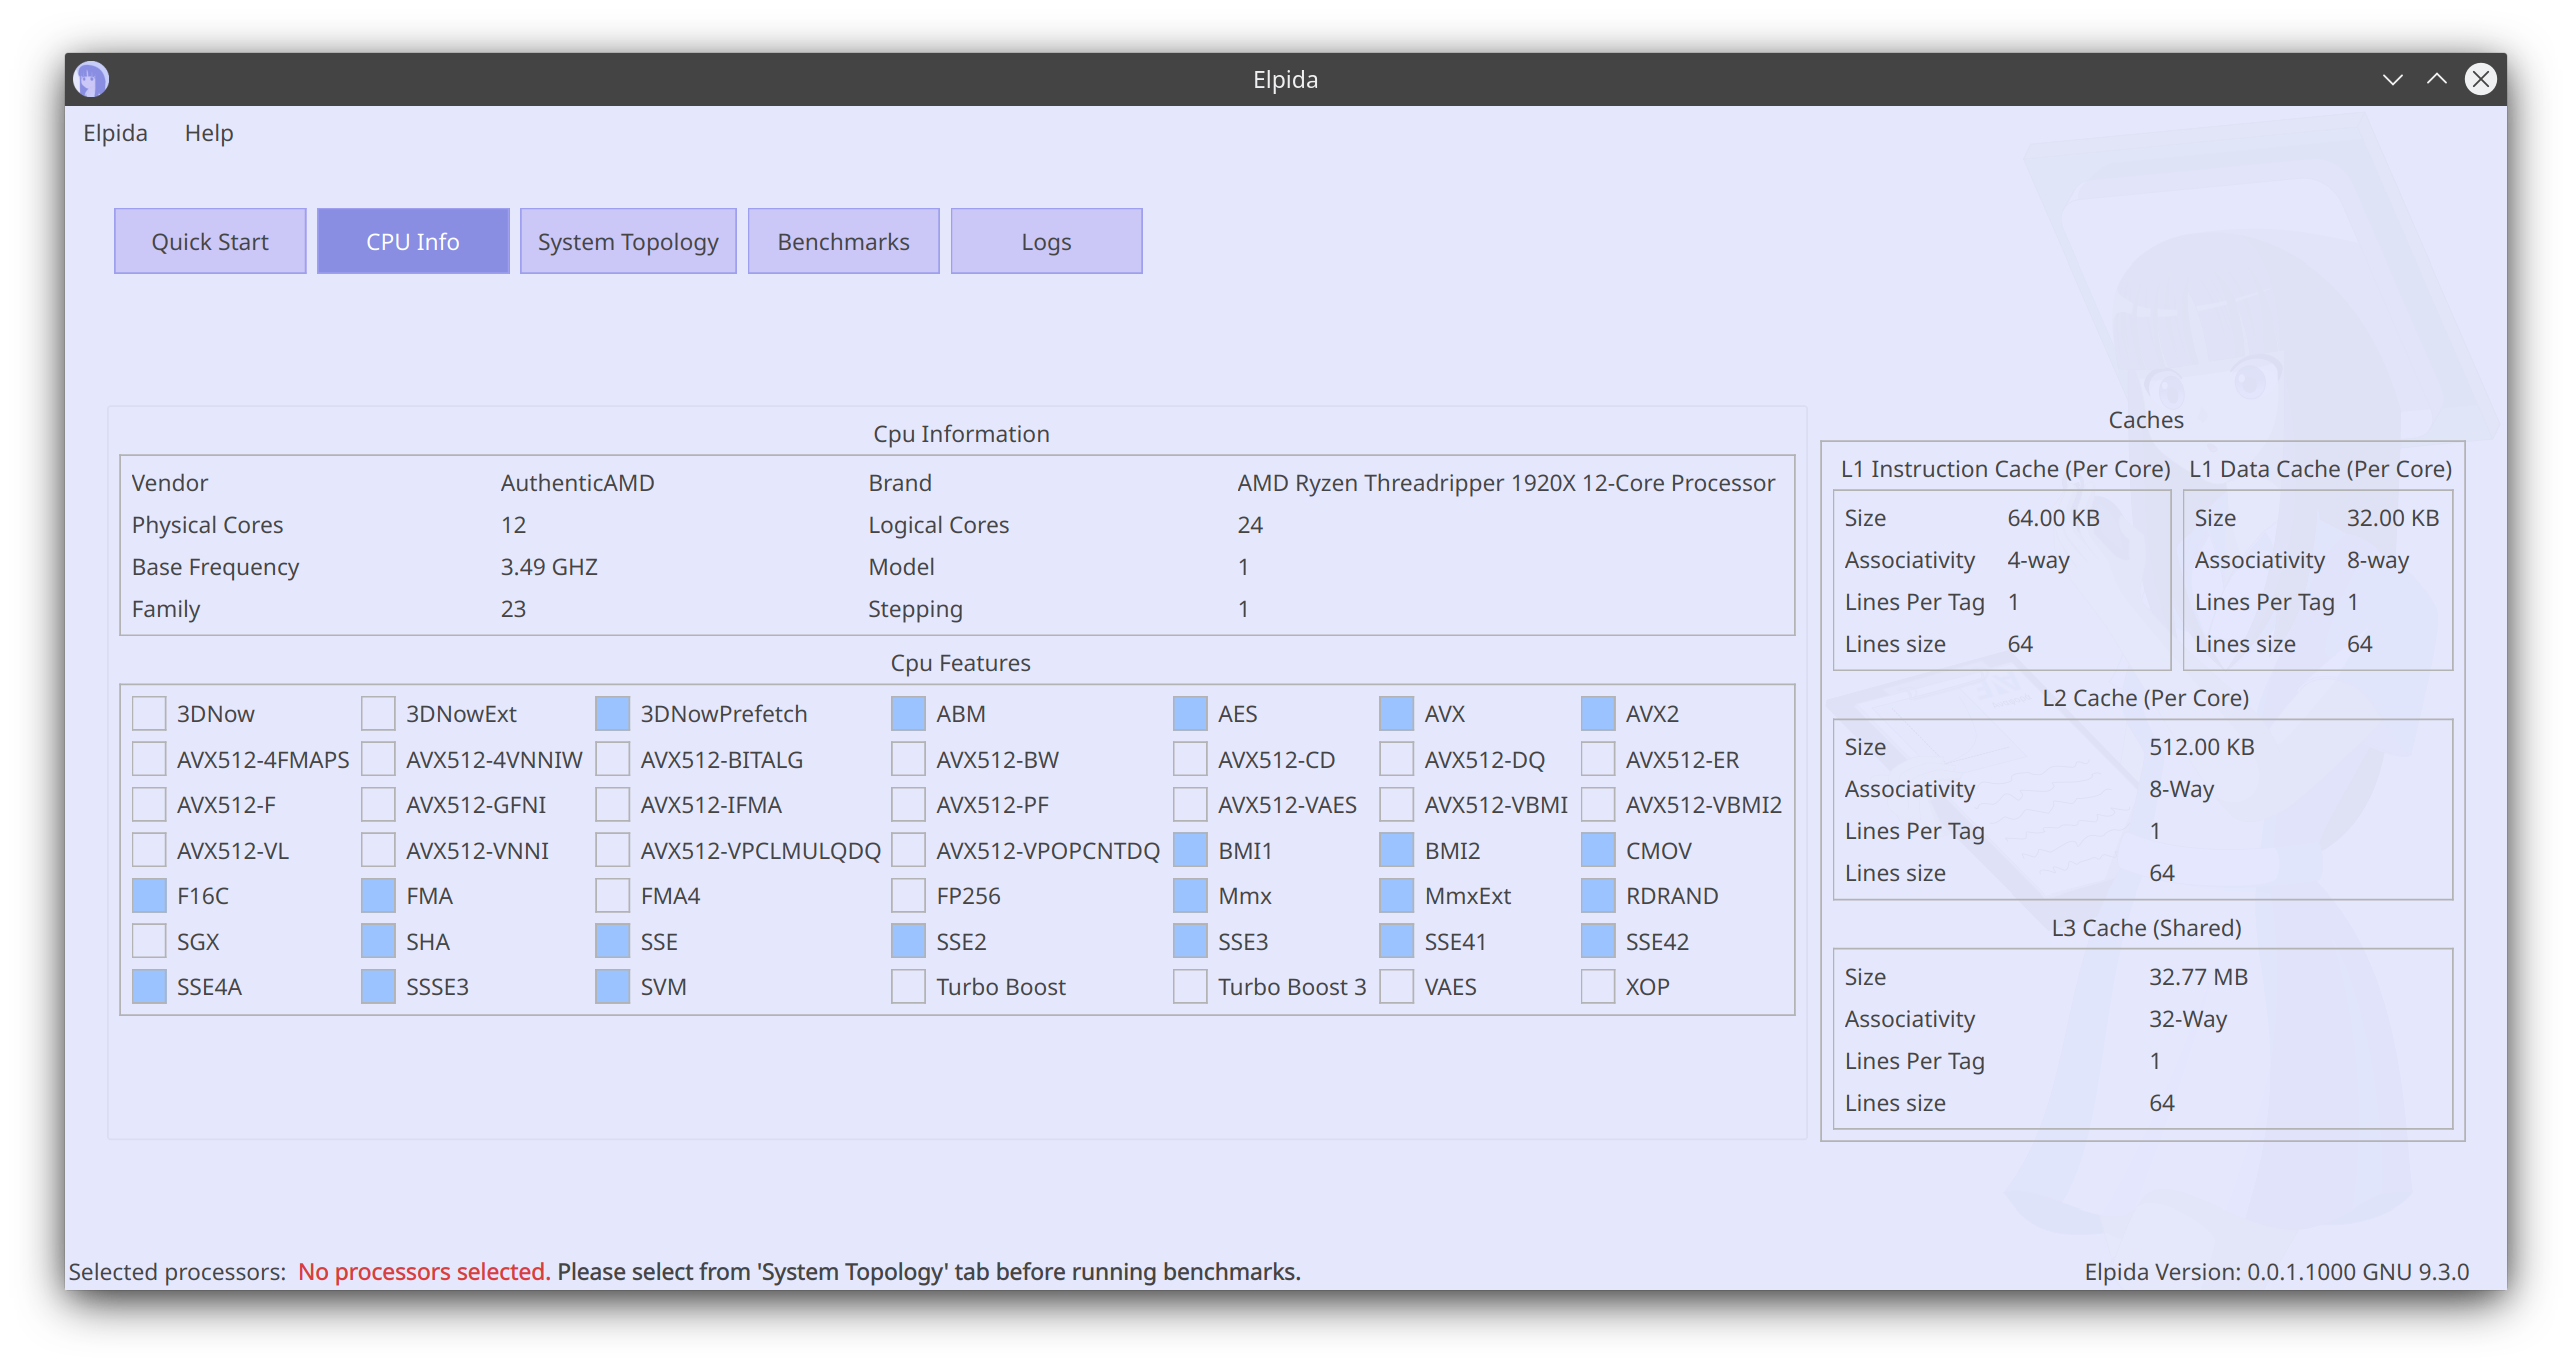 Elpida
Elpida Help
Quick Start CPU Info System Topology Benchmarks Logs
Cpu Information
Vendor AuthenticAMD Brand AMD Ryzen Threadripper 1920X 12-Core Processor
Physical Cores 12 Logical Cores 24
Base Frequency 3.49 GHZ Model 1
Family 23 Stepping 1
Cpu Features
3DNow 3DNowExt 3DNowPrefetch ABM AES AVX AVX2
AVX512-4FMAPS AVX512-4VNNIW AVX512-BITALG AVX512-BW AVX512-CD AVX512-DQ AVX512-ER
AVX512-F AVX512-GFNI AVX512-IFMA AVX512-PF AVX512-VAES AVX512-VBMI AVX512-VBMI2
AVX512-VL AVX512-VNNI AVX512-VPCLMULQDQ AVX512-VPOPCNTDQ BMI1 BMI2 CMOV
F16C FMA FMA4 FP256 Mmx MmxExt RDRAND
SGX SHA SSE SSE2 SSE3 SSE41 SSE42
SSE4A SSSE3 SVM Turbo Boost Turbo Boost 3 VAES XOP
Caches
L1 Instruction Cache (Per Core) L1 Data Cache (Per Core)
Size 64.00 KB Size 32.00 KB
Associativity 4-way Associativity 8-way
Lines Per Tag 1 Lines Per Tag 1
Lines size 64 Lines size 64
L2 Cache (Per Core)
Size 512.00 KB
Associativity 8-Way
Lines Per Tag 1
Lines size 64
L3 Cache (Shared)
Size 32.77 MB
Associativity 32-Way
Lines Per Tag 1
Lines size 64
Selected processors: No processors selected. Please select from 'System Topology' tab before running benchmarks. Elpida Version: 0.0.1.1000 GNU 9.3.0